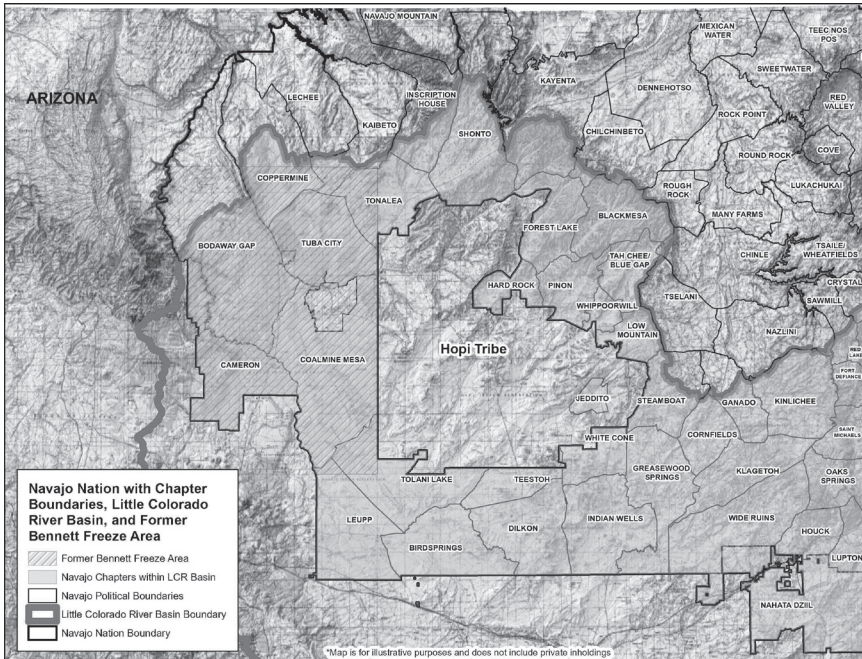 NAVAJO MOUNTAIN
MEXICAN
WATER
TEEC NOS
POS
ARIZONA
LECHEE
KAIBETO
INSCRIPTION
HOUSE
KAYENTA
DENNEHOTSO
SWEETWATER
RED
VALLEY
SHONTO
CHILCHINBETO
ROCK POINT
COVE
ROUND ROCK
COPPERMINE
TONALEA
ROUGH
ROCK
LUKACHUKAI
BLACKMESA
MANY FARMS
FOREST LAKE
BODAWAY GAP
TUBA CITY
TAH CHEE/
BLUE GAP
CHINLE
TSAILE/
WHEATFIELDS
HARD ROCK
PINON
CRYSTAL
WHIPPOORWILL
TSELANI
SAWMILL
LOW
MOUNTAIN
NAZLINI
Hopi Tribe
RED
LAKE
CAMERON
COALMINE MESA
FORT
DEFIANCE
JEDDITO
STEAMBOAT
GANADO
KINLICHEE
WHITE CONE
CORNFIELDS
SAINT
MICHAELS
TOLANI LAKE
TEESTOH
GREASEWOOD
SPRINGS
KLAGETOH
OAKS
SPRINGS
LEUPP
DILKON
INDIAN WELLS
WIDE RUINS
BIRDSPRINGS
HOUCK
LUPTON
NAHATA DZIIL
Navajo Nation with Chapter
Boundaries, Little Colorado
River Basin, and Former
Bennett Freeze Area
Former Bennett Freeze Area
Navajo Chapters within LCR Basin
Navajo Political Boundaries
Little Colorado River Basin Boundary
Navajo Nation Boundary
*Map is for illustrative purposes and does not include private inholdings